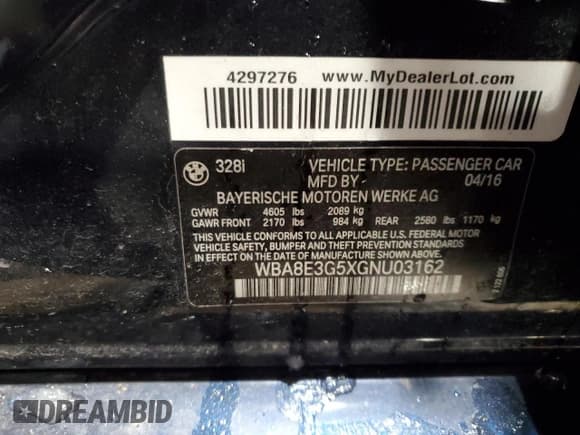 4297276 www.MyDealerLot.com
328i VEHICLE TYPE: PASSENGER CAR
MFD BY 04/16
BAYERISCHE MOTOREN WERKE AG
GVWR 4605 lbs 2089 kg
GAWR FRONT 2170 lbs 984 kg REAR 2580 lbs 1170 kg
THIS VEHICLE CONFORMS TO ALL APPLICABLE U.S. FEDERAL MOTOR
VEHICLE SAFETY, BUMPER AND THEFT PREVENTION STANDARDS
IN EFFECT ON THE DATE OF MANUFACTURE SHOWN ABOVE.
WBA8E3G5XGNU03162
DREAMBID